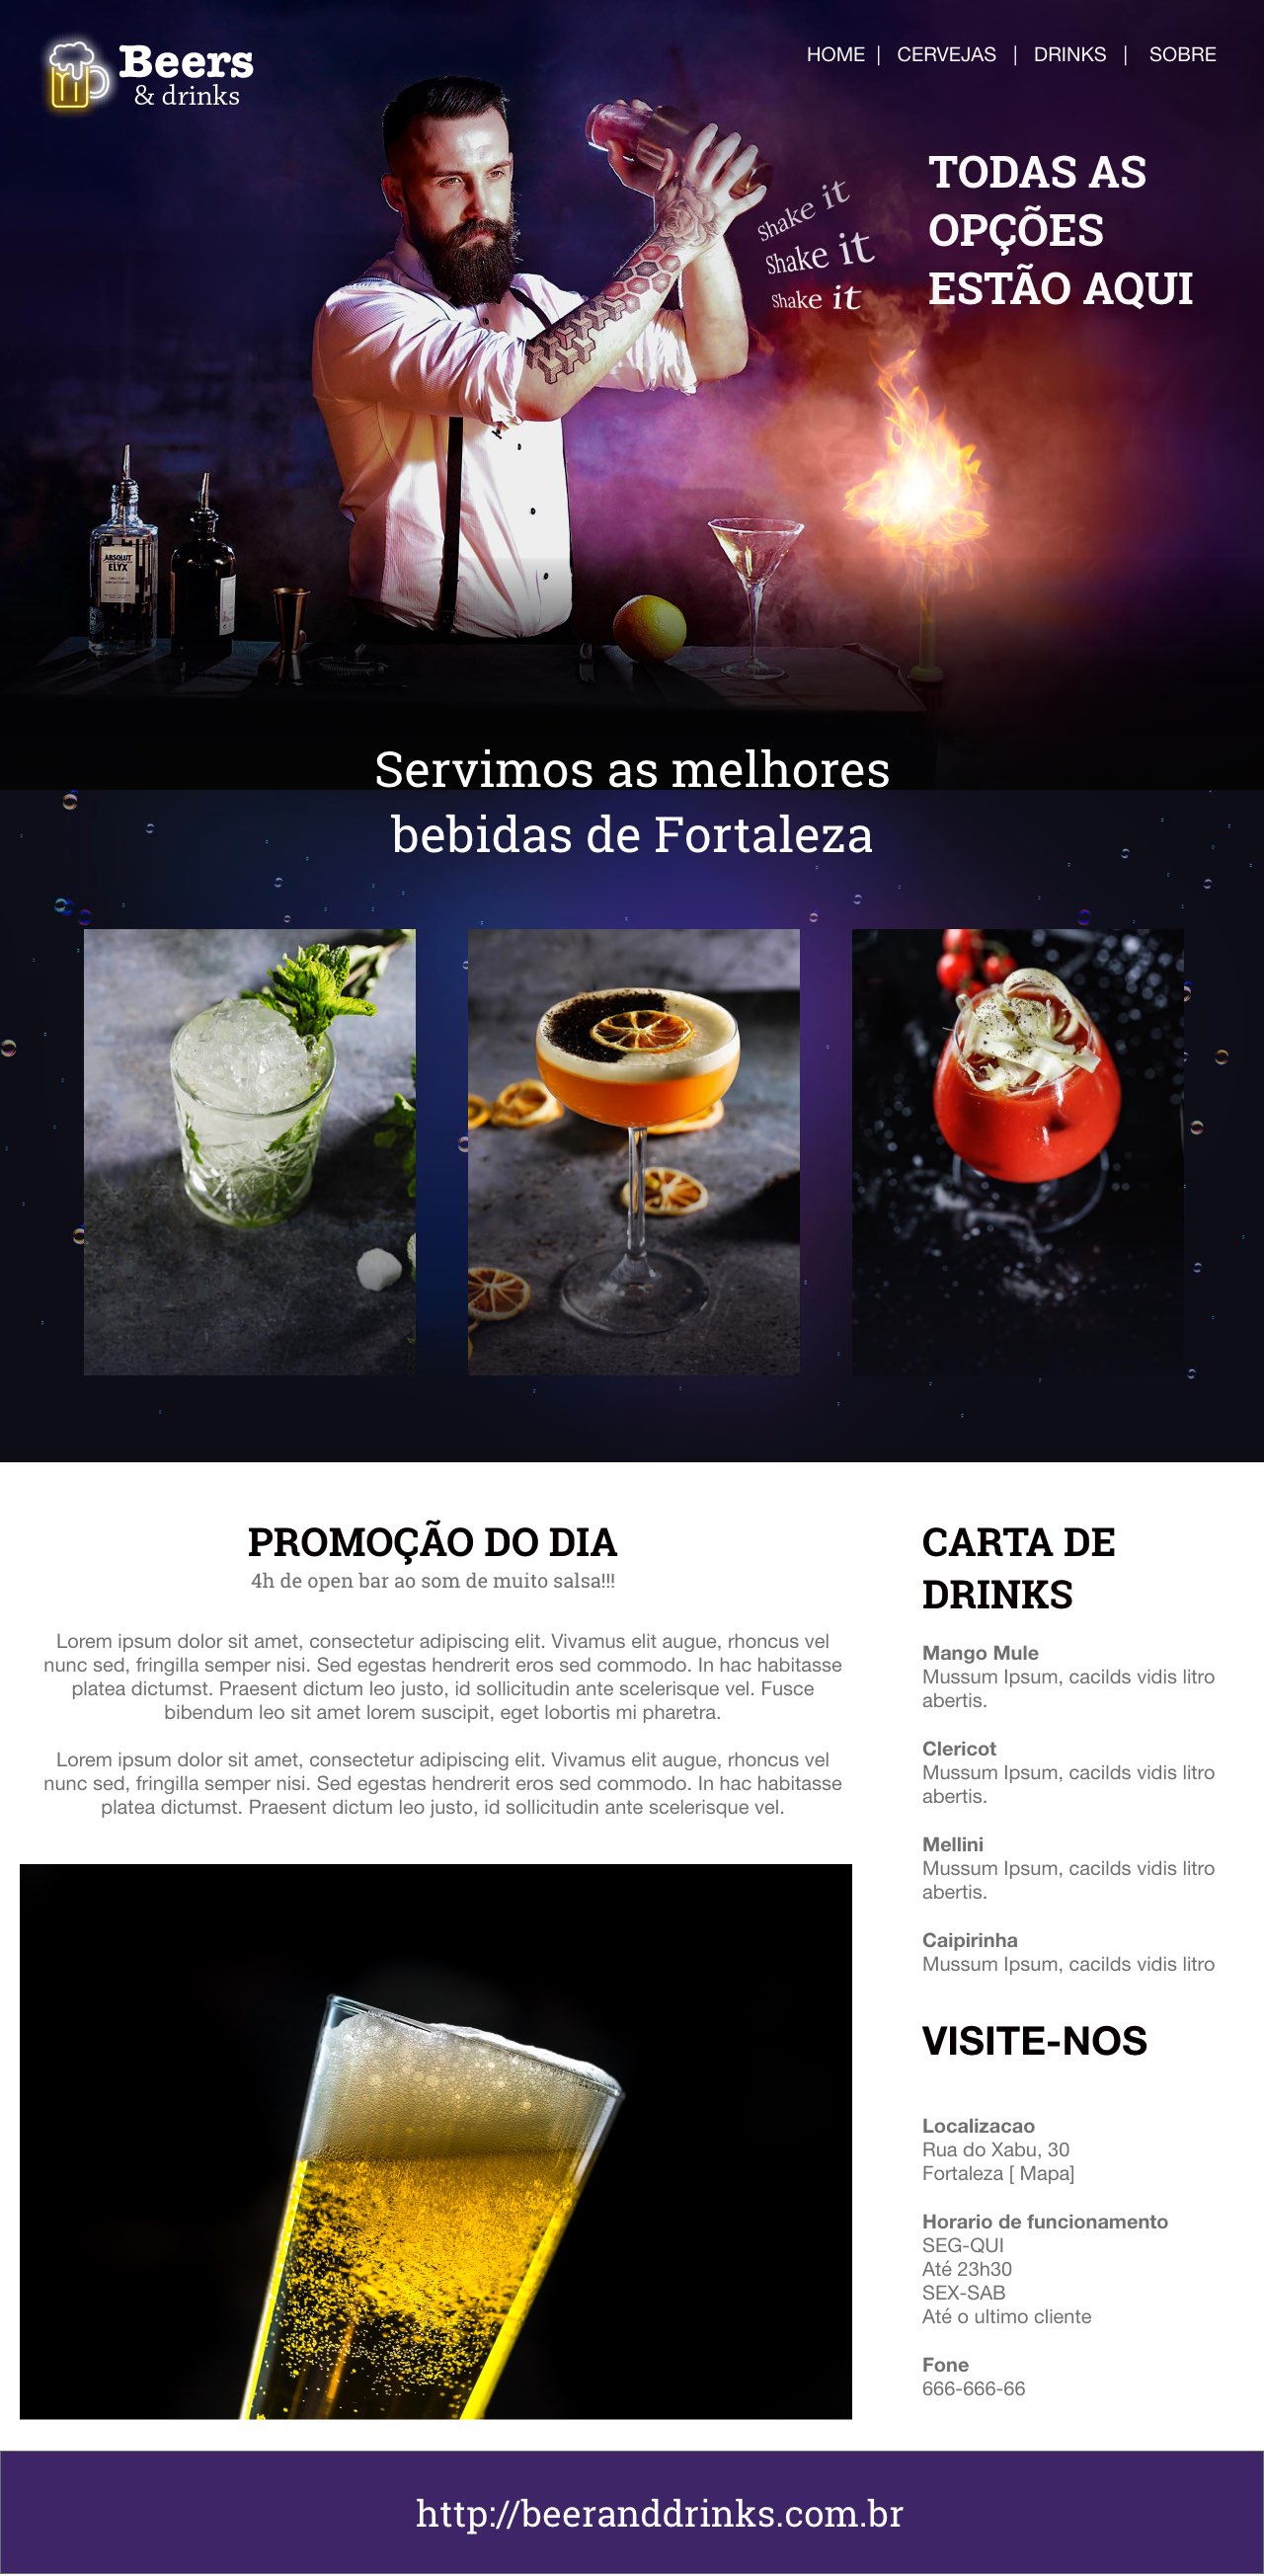 Beers
& drinks
HOME | CERVEJAS | DRINKS | SOBRE
TODAS AS
OPÇÕES
ESTÃO AQUI
Shake it
Shake it
Shake it
ABSOLUT
ELYX
Servimos as melhores
bebidas de Fortaleza
PROMOÇÃO DO DIA
4h de open bar ao som de muito salsa!!!
Lorem ipsum dolor sit amet, consectetur adipiscing elit. Vivamus elit augue, rhoncus vel
nunc sed, fringilla semper nisi. Sed egestas hendrerit eros sed commodo. In hac habitasse
platea dictumst. Praesent dictum leo justo, id sollicitudin ante scelerisque vel. Fusce
bibendum leo sit amet lorem suscipit, eget lobortis mi pharetra.
Lorem ipsum dolor sit amet, consectetur adipiscing elit. Vivamus elit augue, rhoncus vel
nunc sed, fringilla semper nisi. Sed egestas hendrerit eros sed commodo. In hac habitasse
platea dictumst. Praesent dictum leo justo, id sollicitudin ante scelerisque vel.
CARTA DE
DRINKS
Mango Mule
Mussum Ipsum, cacilds vidis litro
abertis.
Clericot
Mussum Ipsum, cacilds vidis litro
abertis.
Mellini
Mussum Ipsum, cacilds vidis litro
abertis.
Caipirinha
Mussum Ipsum, cacilds vidis litro
VISITE-NOS
Localizacao
Rua do Xabu, 30
Fortaleza [ Mapa]
Horario de funcionamento
SEG-QUI
Até 23h30
SEX-SAB
Até o ultimo cliente
Fone
666-666-66
http://beeranddrinks.com.br